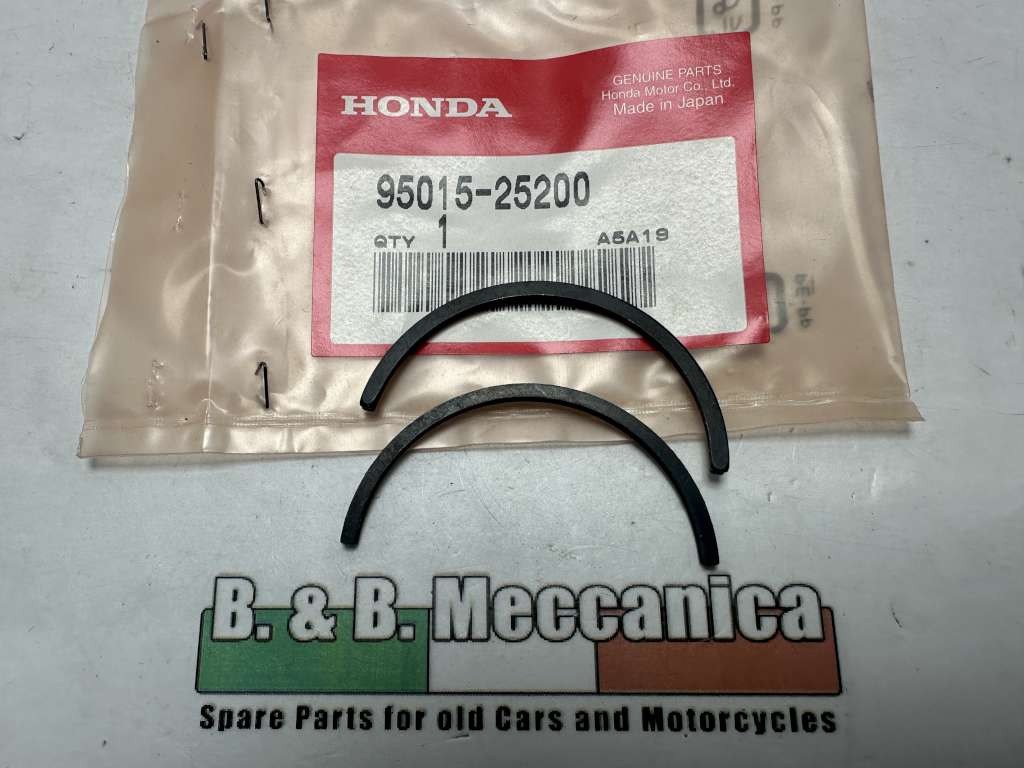 GENUINE PARTS
Honda Motor Co., Ltd.
Made in Japan
HONDA
95015-25200
QTY 1 A5A19
B. & B. Meccanica
Spare Parts for old Cars and Motorcycles